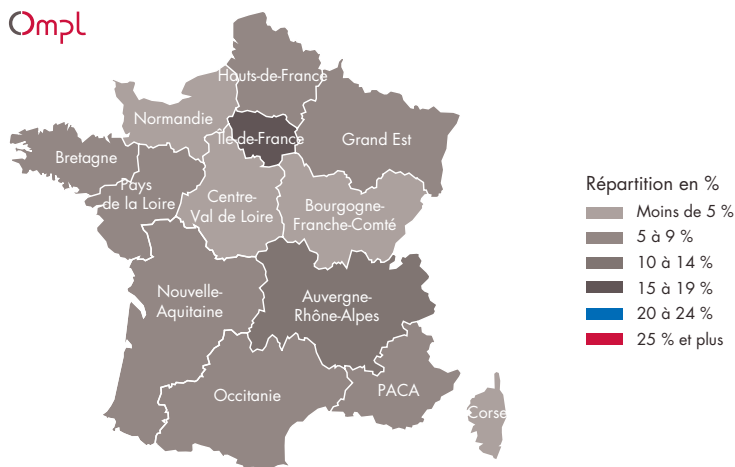 Ompl
Hauts-de-France
Normandie
Île-de-France
Grand Est
Bretagne
Pays
de la Loire
Centre-
Val de Loire
Bourgogne-
Franche-Comté
Nouvelle-
Aquitaine
Auvergne-
Rhône-Alpes
Occitanie
PACA
Corse
Répartition en %
Moins de 5 %
5 à 9 %
10 à 14 %
15 à 19 %
20 à 24 %
25 % et plus